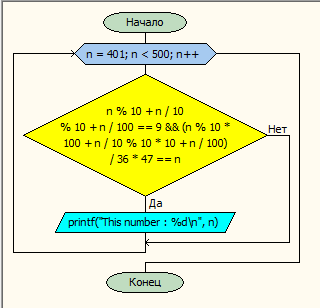 Начало
n = 401; n < 500; n++
n % 10 + n / 10
% 10 + n / 100 == 9 && (n % 10 *
100 + n / 10 % 10 * 10 + n / 100)
/ 36 * 47 == n
Нет
Да
printf("This number : %d\n", n)
Конец